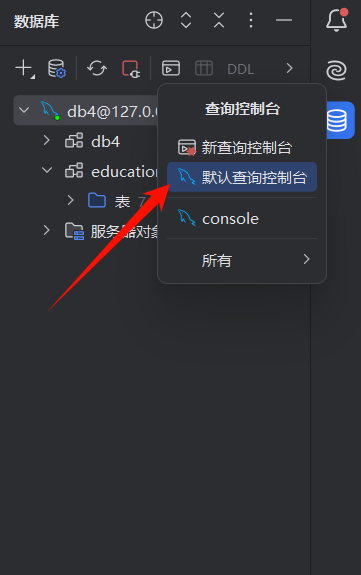 数据库
DDL
db4@127.0.0
查询控制台
db4
新查询控制台
education
默认查询控制台
表 7
console
服务器对象
所有